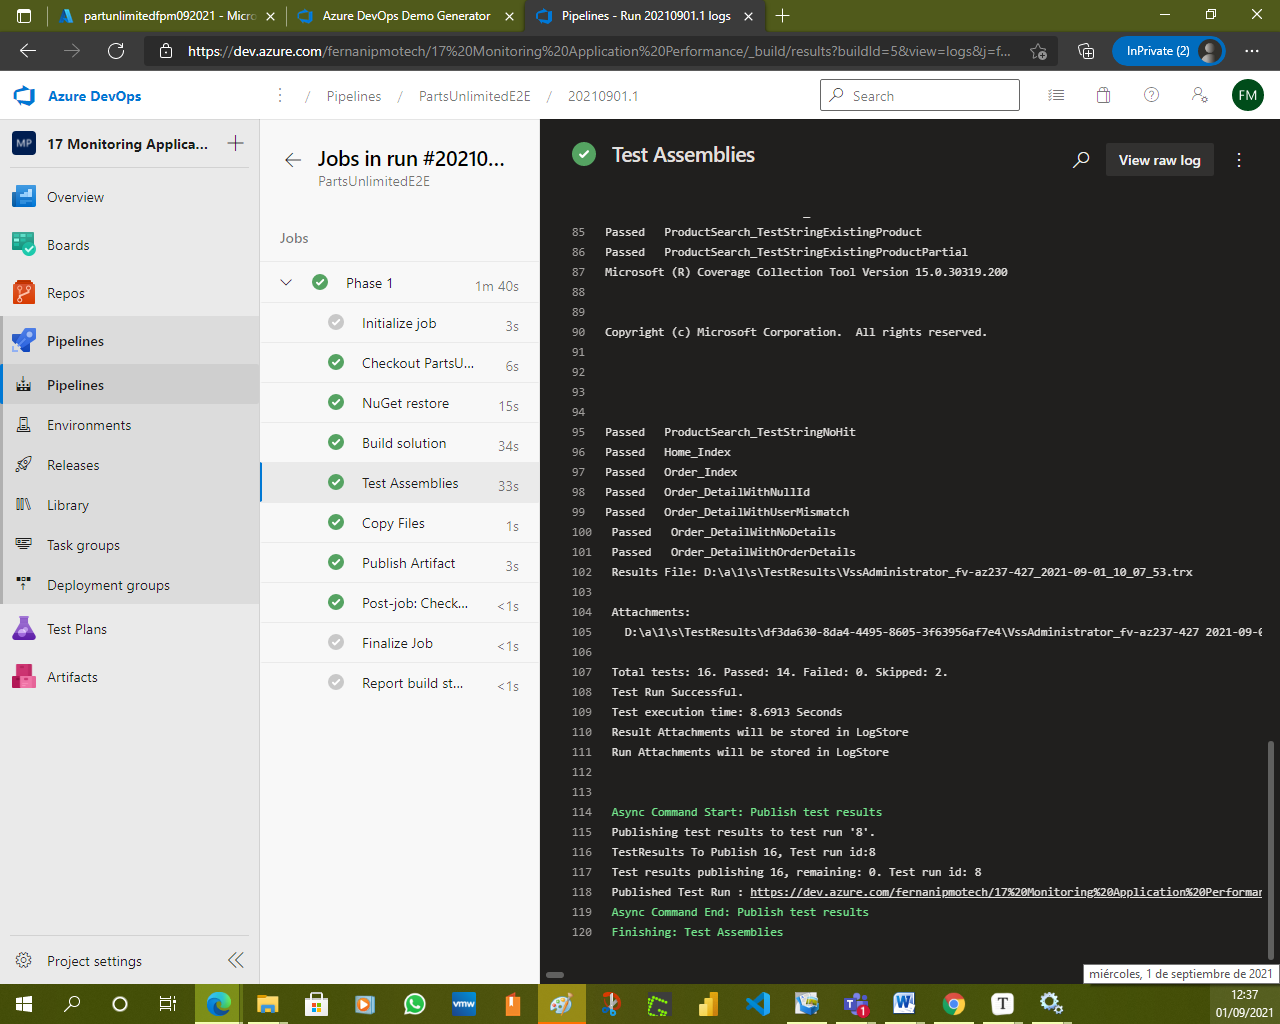 partunlimitedfpm092021 - Micro
Azure DevOps Demo Generator
Pipelines - Run 20210901.1 logs
https://dev.azure.com/fernanipmotech/17%20Monitoring%20Application%20Performance/_build/results?buildId=5&view=logs&j=f...
InPrivate (2)
Azure DevOps
/ Pipelines / PartsUnlimitedE2E / 20210901.1
Search
FM
MP
17 Monitoring Applica...
Overview
Boards
Repos
Pipelines
Pipelines
Environments
Releases
Library
Task groups
Deployment groups
Test Plans
Artifacts
Project settings
Jobs in run #20210...
PartsUnlimitedE2E
Jobs
Phase 1 1m 40s
Initialize job 3s
Checkout PartsU... 6s
NuGet restore 15s
Build solution 34s
Test Assemblies 33s
Copy Files 1s
Publish Artifact 3s
Post-job: Check... <1s
Finalize Job <1s
Report build st... <1s
Test Assemblies
View raw log
85 Passed ProductSearch_TestStringExistingProduct
86 Passed ProductSearch_TestStringExistingProductPartial
87 Microsoft (R) Coverage Collection Tool Version 15.0.30319.200
88
89
90 Copyright (c) Microsoft Corporation. All rights reserved.
91
92
93
94
95 Passed ProductSearch_TestStringNoHit
96 Passed Home_Index
97 Passed Order_Index
98 Passed Order_DetailWithNullId
99 Passed Order_DetailWithUserMismatch
100 Passed Order_DetailWithNoDetails
101 Passed Order_DetailWithOrderDetails
102 Results File: D:\a\1\s\TestResults\VssAdministrator_fv-az237-427_2021-09-01_10_07_53.trx
103
104 Attachments:
105 D:\a\1\s\TestResults\df3da630-8da4-4495-8605-3f63956af7e4\VssAdministrator_fv-az237-427 2021-09-0
106
107 Total tests: 16. Passed: 14. Failed: 0. Skipped: 2.
108 Test Run Successful.
109 Test execution time: 8.6913 Seconds
110 Result Attachments will be stored in LogStore
111 Run Attachments will be stored in LogStore
112
113
114 Async Command Start: Publish test results
115 Publishing test results to test run '8'.
116 TestResults To Publish 16, Test run id:8
117 Test results publishing 16, remaining: 0. Test run id: 8
118 Published Test Run : https://dev.azure.com/fernanipmotech/17%20Monitoring%20Application%20Performan
119 Async Command End: Publish test results
120 Finishing: Test Assemblies
miércoles, 1 de septiembre de 2021
vmw
1
T
12:37
01/09/2021